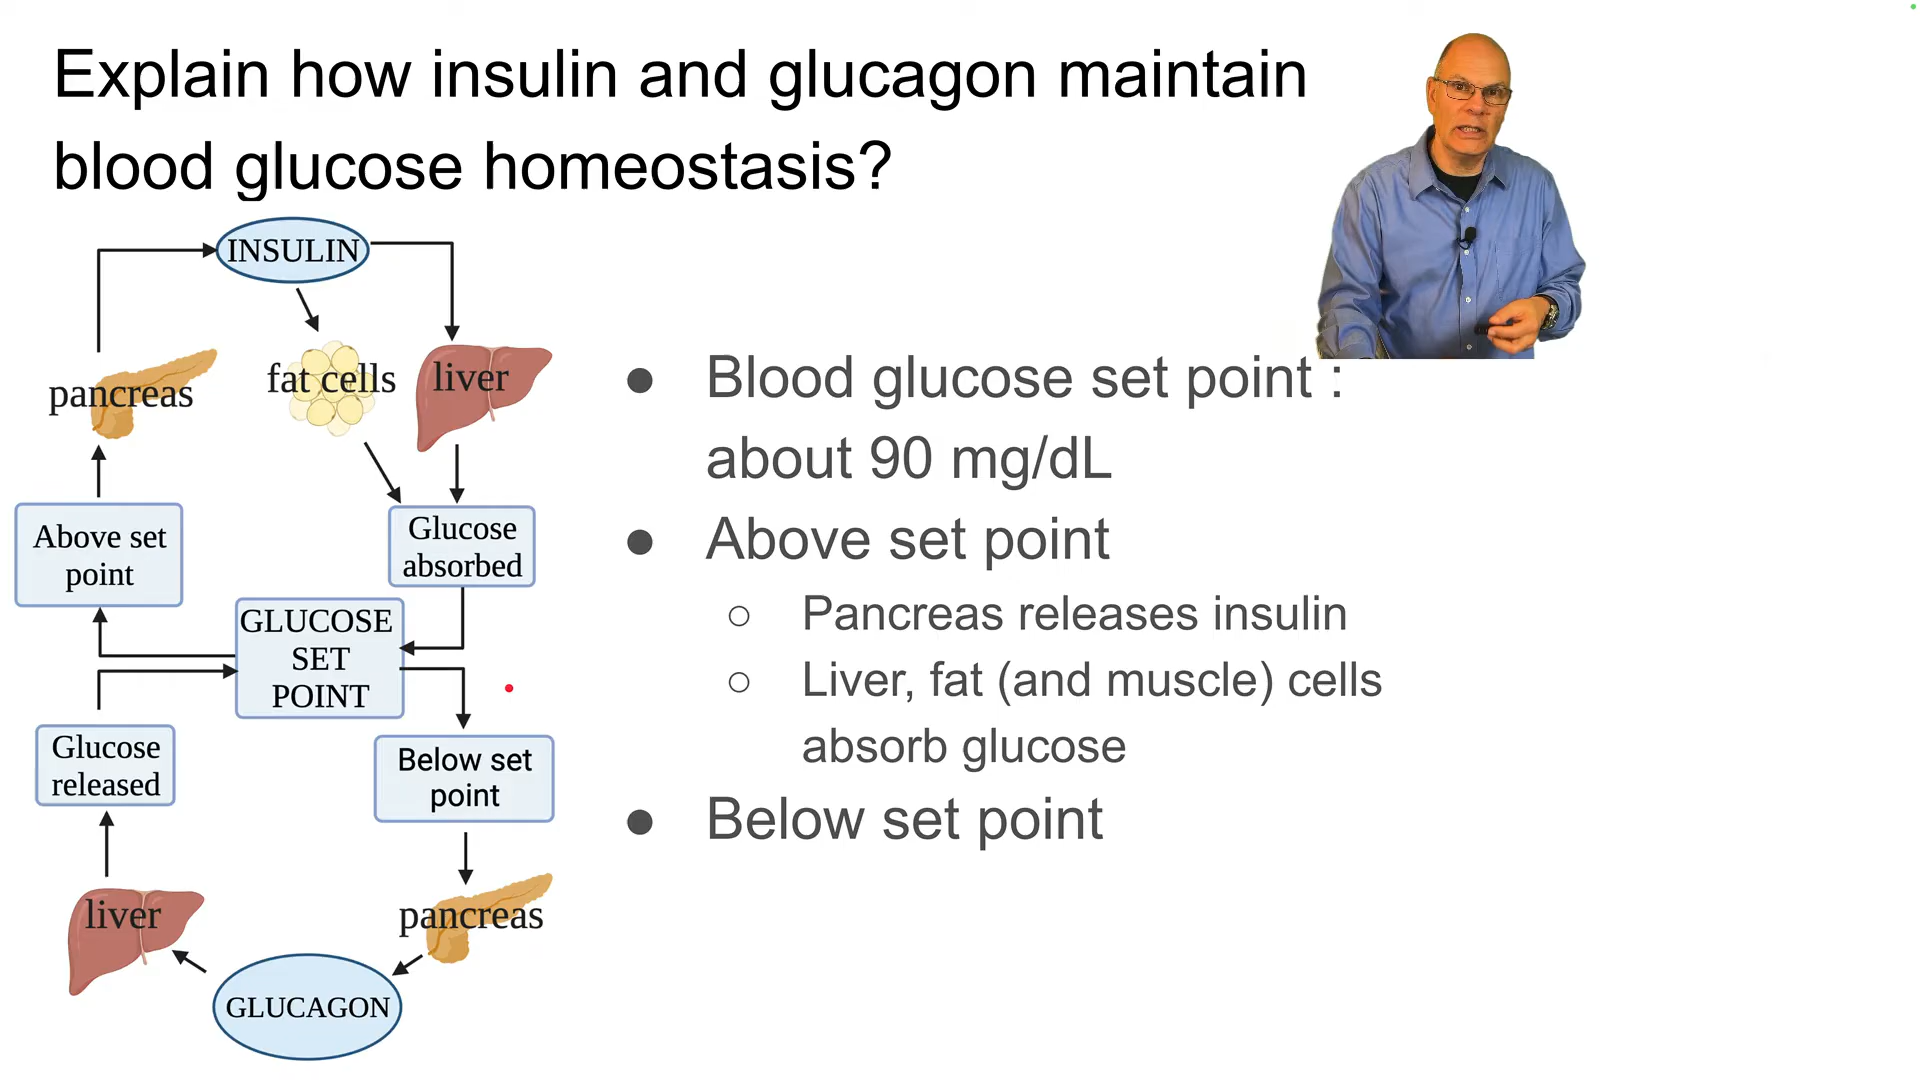 Explain how insulin and glucagon maintain
blood glucose homeostasis?
INSULIN
pancreas
fat cells
liver
Above set
point
Glucose
absorbed
GLUCOSE
SET
POINT
Glucose
released
Below set
point
liver
pancreas
GLUCAGON
● Blood glucose set point :
about 90 mg/dL
● Above set point
○ Pancreas releases insulin
○ Liver, fat (and muscle) cells
absorb glucose
● Below set point